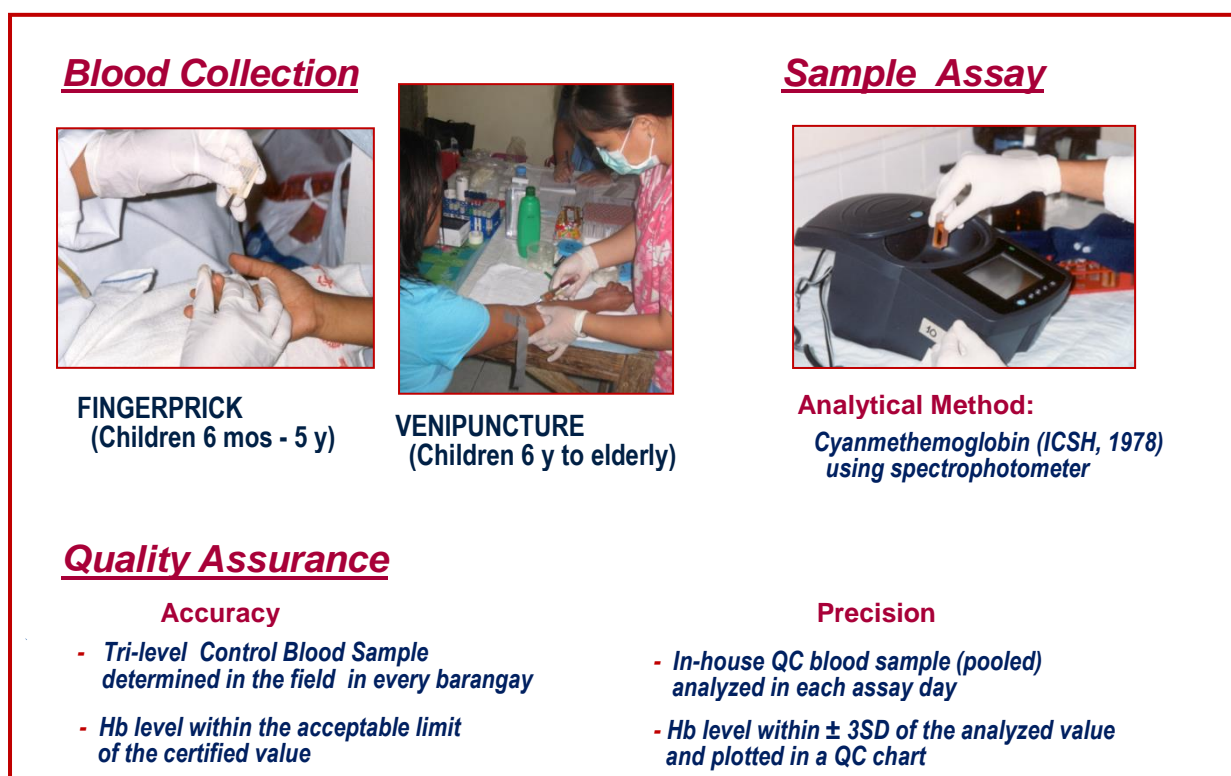 Blood Collection
Sample Assay
FINGERPRICK
(Children 6 mos - 5 y)
VENIPUNCTURE
(Children 6 y to elderly)
10
Analytical Method:
Cyanmethemoglobin (ICSH, 1978)
using spectrophotometer
Quality Assurance
Accuracy
- Tri-level Control Blood Sample
determined in the field in every barangay
- Hb level within the acceptable limit
of the certified value
Precision
- In-house QC blood sample (pooled)
analyzed in each assay day
- Hb level within ± 3SD of the analyzed value
and plotted in a QC chart